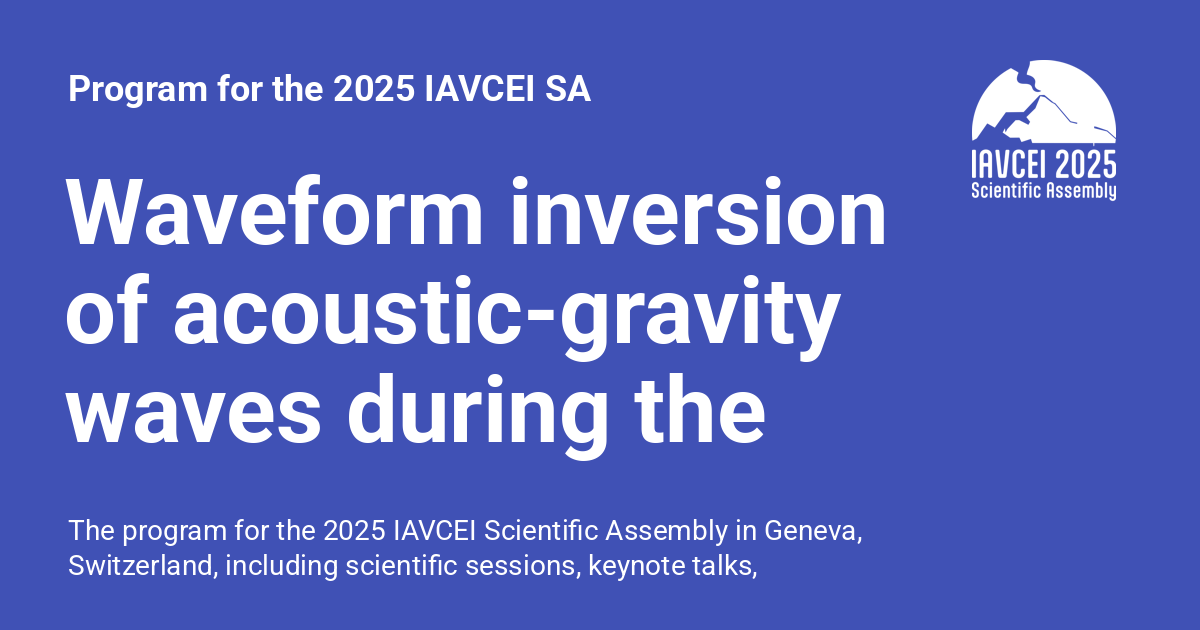 Program for the 2025 IAVCEI SA
IAVCEI 2025
Scientific Assembly
Waveform inversion
of acoustic-gravity
waves during the
The program for the 2025 IAVCEI Scientific Assembly in Geneva,
Switzerland, including scientific sessions, keynote talks,